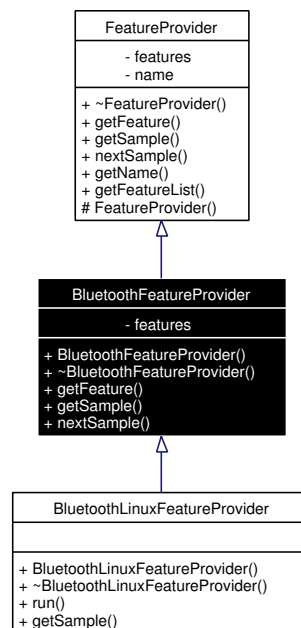 FeatureProvider
- features
- name
+ ~FeatureProvider()
+ getFeature()
+ getSample()
+ nextSample()
+ getName()
+ getFeatureList()
# FeatureProvider()
BluetoothFeatureProvider
- features
+ BluetoothFeatureProvider()
+ ~BluetoothFeatureProvider()
+ getFeature()
+ getSample()
+ nextSample()
BluetoothLinuxFeatureProvider
+ BluetoothLinuxFeatureProvider()
+ ~BluetoothLinuxFeatureProvider()
+ run()
+ getSample()